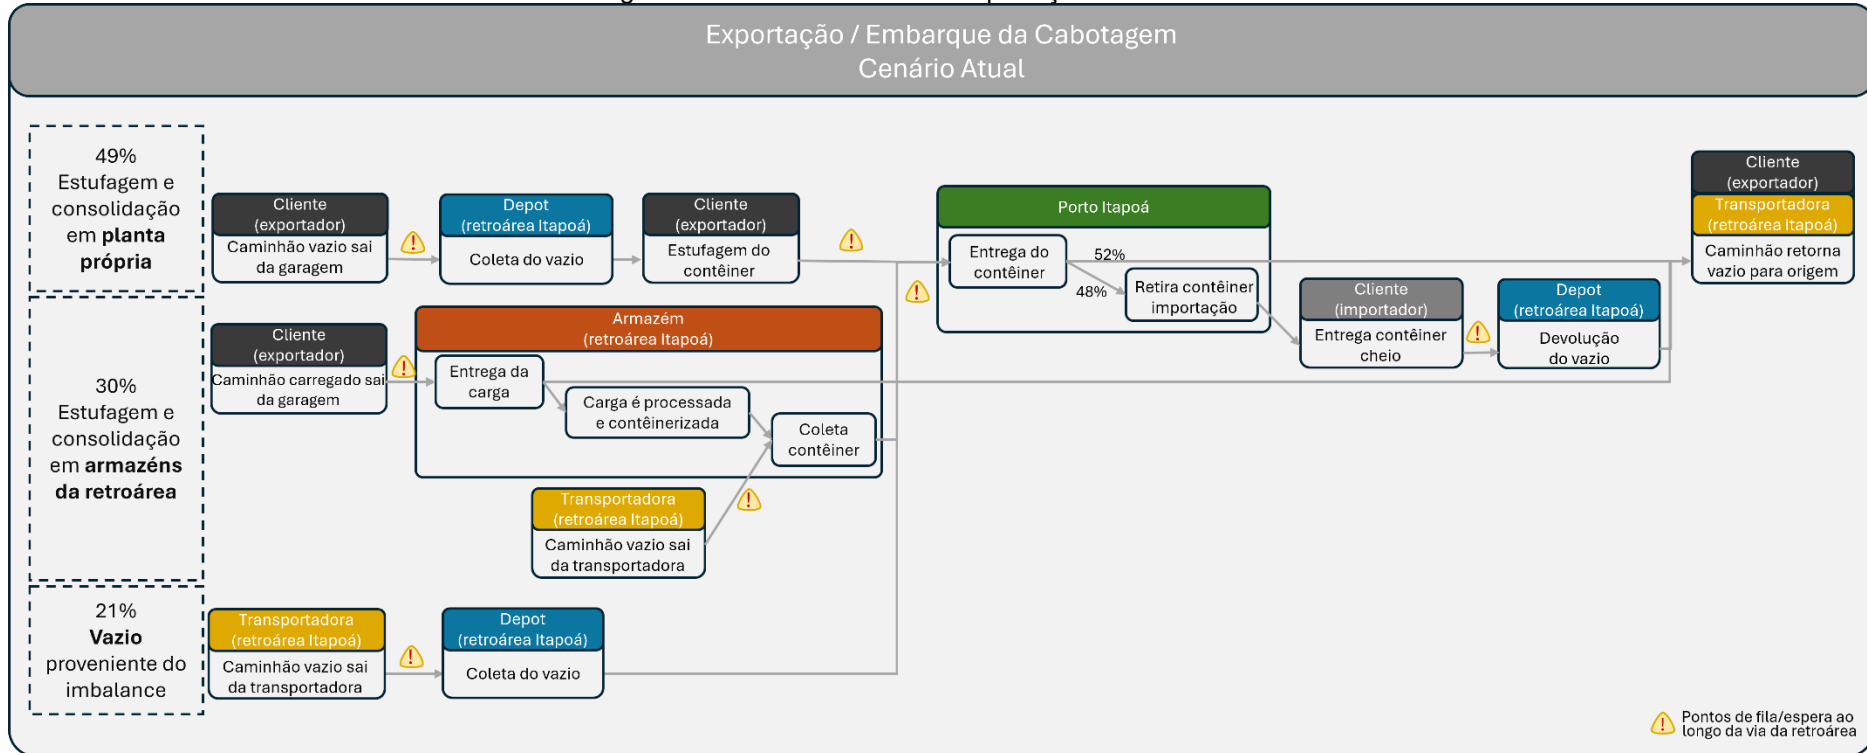 Exportação / Embarque da Cabotagem
Cenário Atual
49%
Estufagem e
consolidação
em planta
própria
Cliente
(exportador)
Caminhão vazio sai
da garagem
Depot
(retroárea Itapoá)
Coleta do vazio
Cliente
(exportador)
Estufagem do
contêiner
Porto Itapoá
Entrega do
contêiner
52%
48%
Retira contêiner
importação
Cliente
(importador)
Entrega contêiner
cheio
Depot
(retroárea Itapoá)
Devolução
do vazio
Cliente
(exportador)
Transportadora
(retroárea Itapoá)
Caminhão retorna
vazio para origem
30%
Estufagem e
consolidação
em armazéns
da retroárea
Cliente
(exportador)
Caminhão carregado sai
da garagem
Armazém
(retroárea Itapoá)
Entrega da
carga
Carga é processada
e contêinerizada
Coleta
contêiner
Transportadora
(retroárea Itapoá)
Caminhão vazio sai
da transportadora
21%
Vazio
proveniente do
imbalance
Transportadora
(retroárea Itapoá)
Caminhão vazio sai
da transportadora
Depot
(retroárea Itapoá)
Coleta do vazio
Pontos de fila/espera ao
longo da via da retroárea